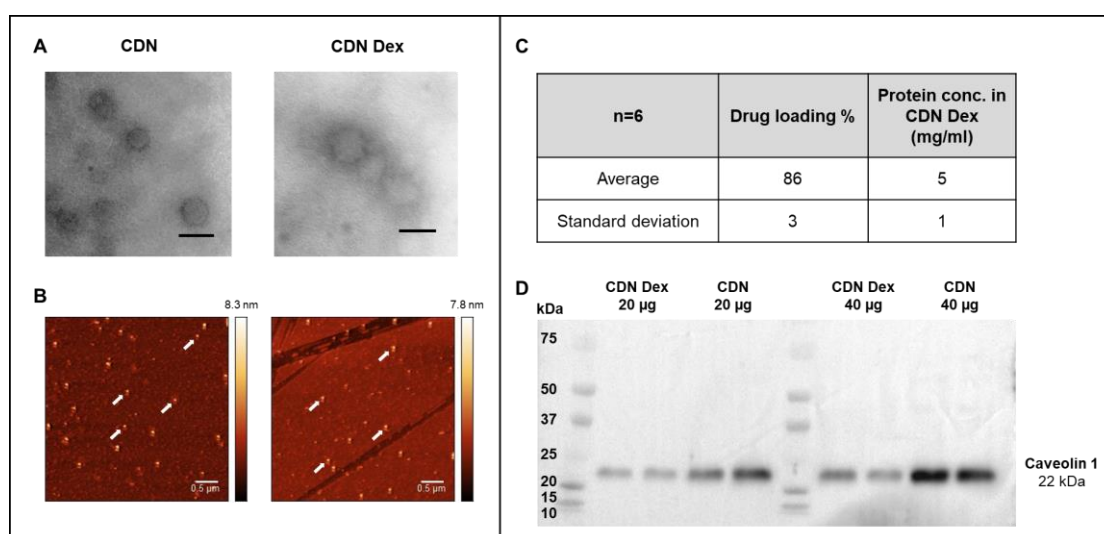 A
CDN
CDN Dex
B
8.3 nm
7.8 nm
0.5 µm
0.5 µm
C
n=6
Drug loading %
Protein conc. in
CDN Dex
(mg/ml)
Average
86
5
Standard deviation
3
1
D
kDa
CDN Dex
20 µg
CDN
20 µg
CDN Dex
40 µg
CDN
40 µg
75
50
37
25
20
15
10
Caveolin 1
22 kDa